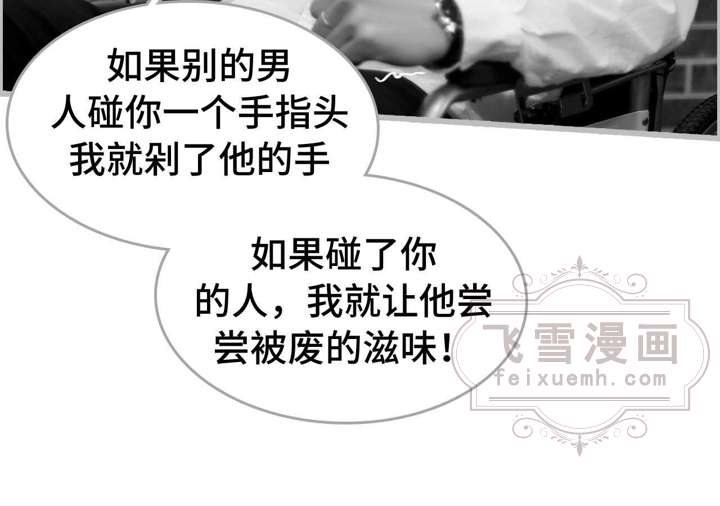 如果别的男
人碰你一个手指头
我就剁了他的手
如果碰了你
的人，我就让他尝
尝被废的滋味！
飞雪漫画
feixuemh.com